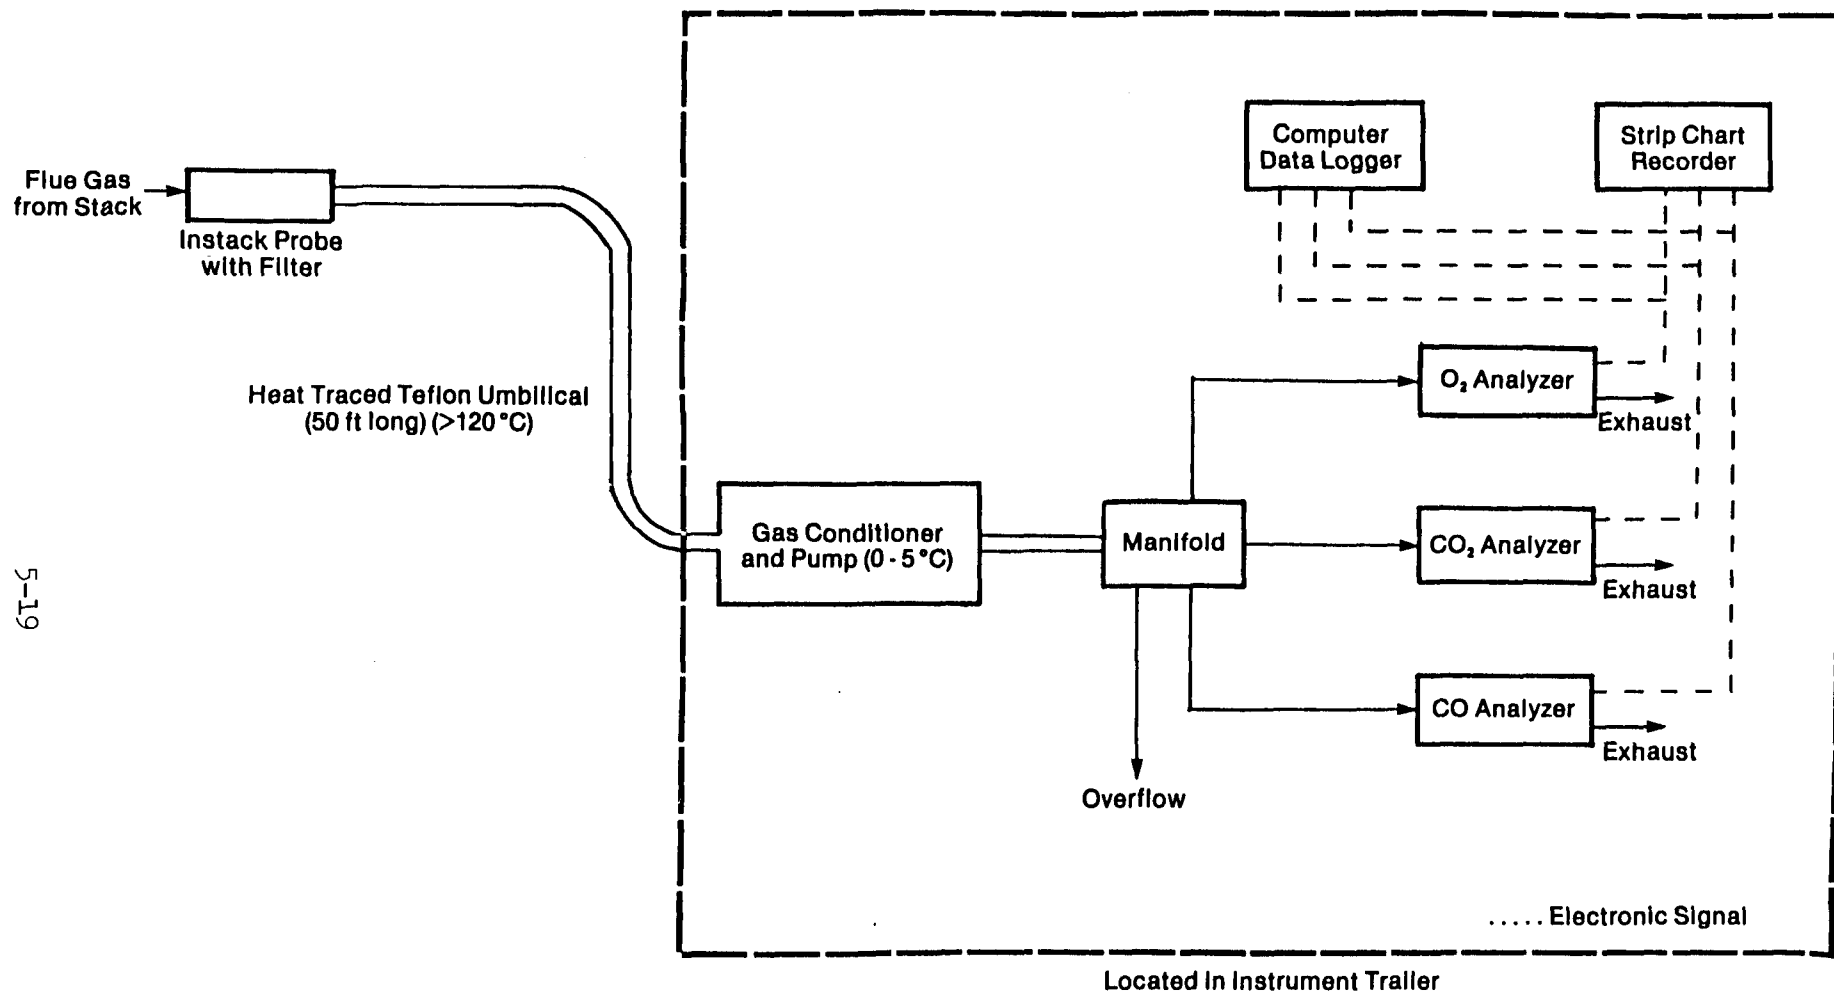 Computer
Data Logger
Strip Chart
Recorder
Flue Gas
from Stack
Instack Probe
with Filter
Heat Traced Teflon Umbilical
(50 ft long) (>120 °C)
O₂ Analyzer
Exhaust
Gas Conditioner
and Pump (0 - 5 °C)
Manifold
CO₂ Analyzer
Exhaust
CO Analyzer
Exhaust
Overflow
..... Electronic Signal
Located In Instrument Trailer
5-19